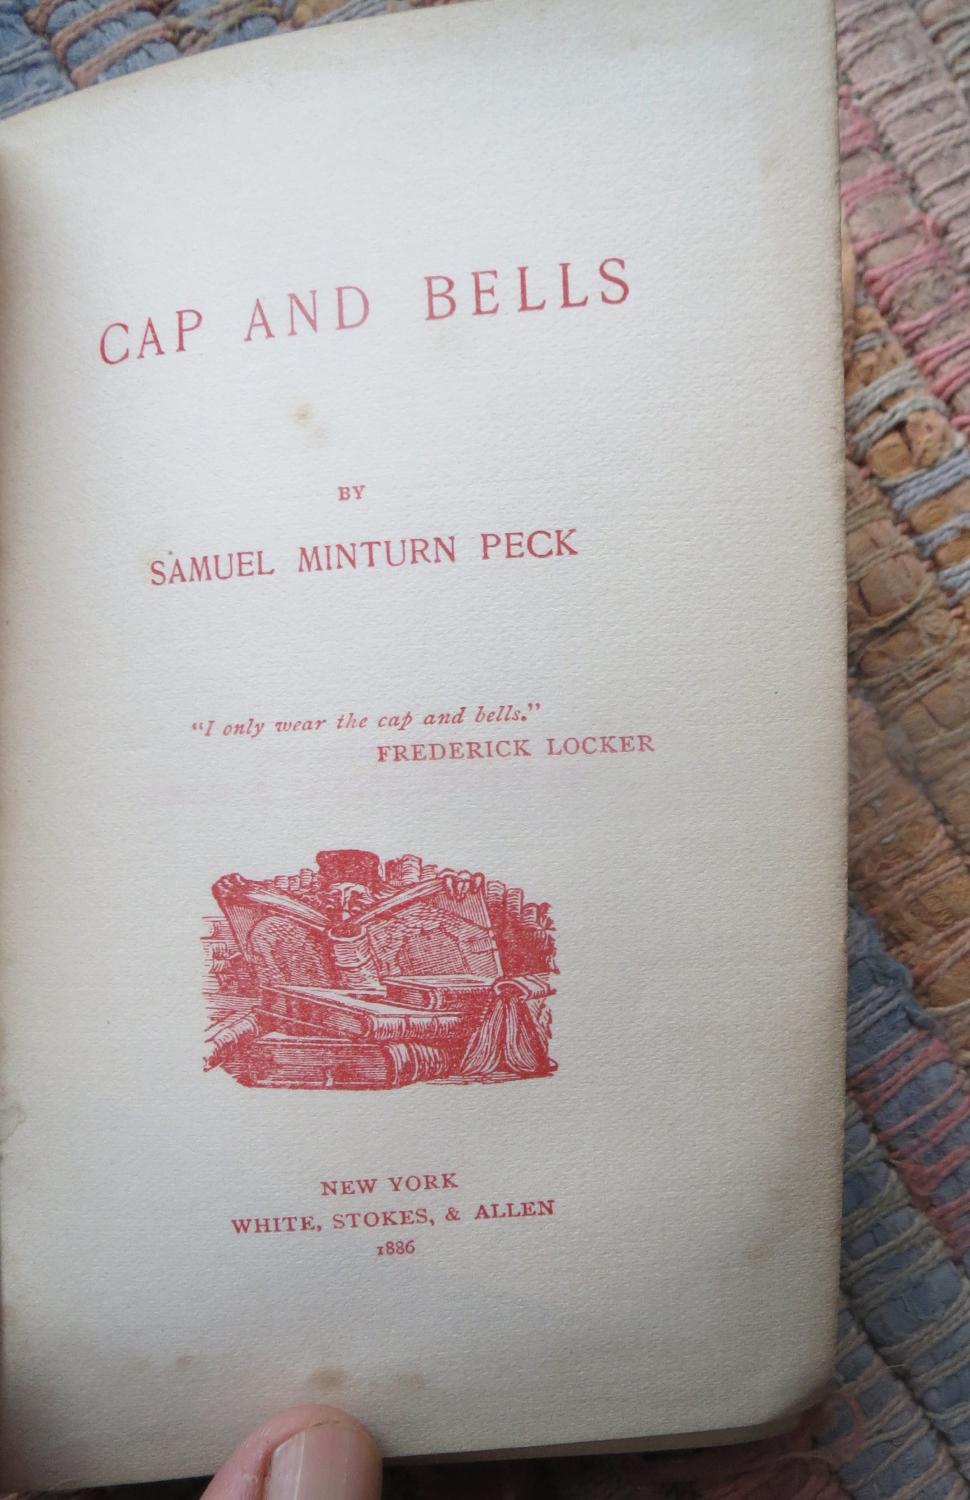 CAP AND BELLS
BY
SAMUEL MINTURN PECK
"I only wear the cap and bells."
FREDERICK LOCKER
NEW YORK
WHITE, STOKES, & ALLEN
1886